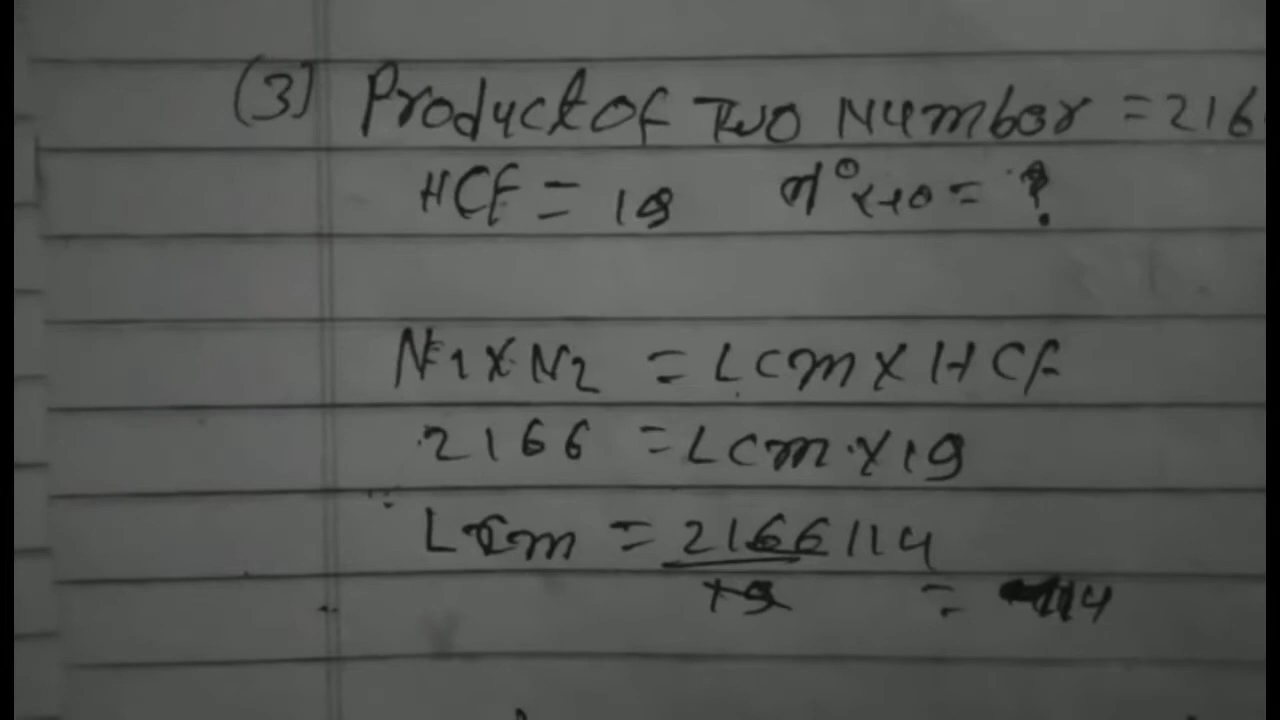 (3) Product of Two Number = 216
HCF = 19 = ?
N1 X N2 = LCm X HCF
2166 = LCm X 19
LCm = 2166 114
19 = 114